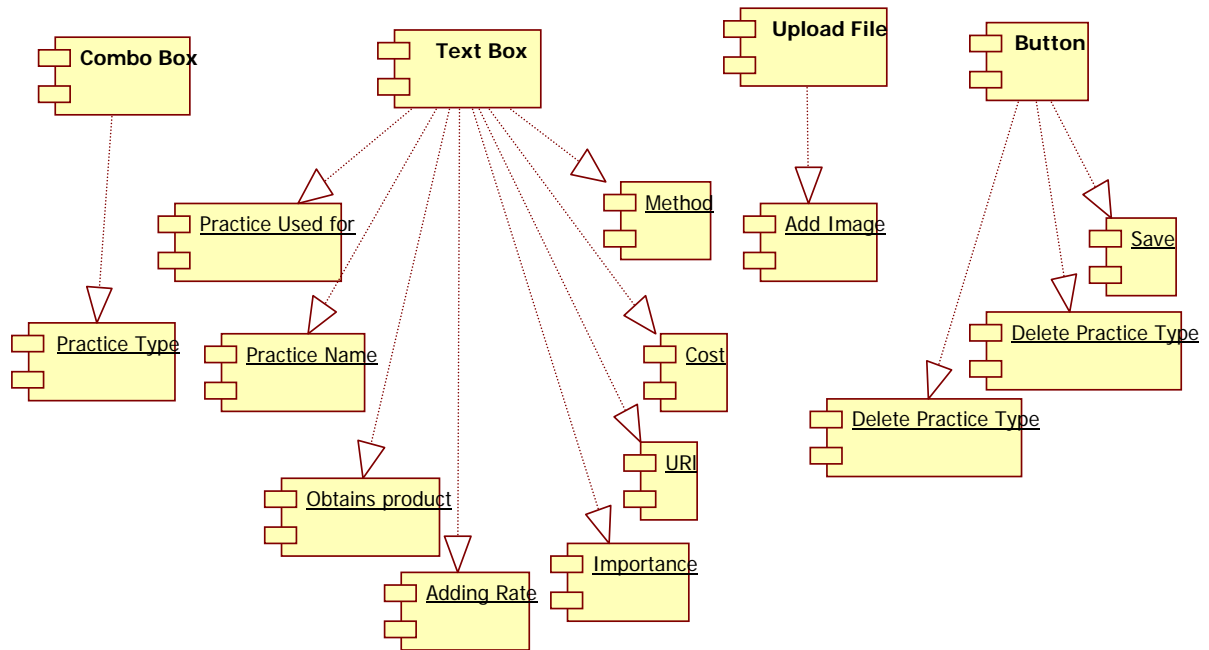 Combo Box
Text Box
Upload File
Button
Practice Used for
Method
Add Image
Save
Practice Type
Practice Name
Cost
Delete Practice Type
Delete Practice Type
URI
Obtains product
Importance
Adding Rate